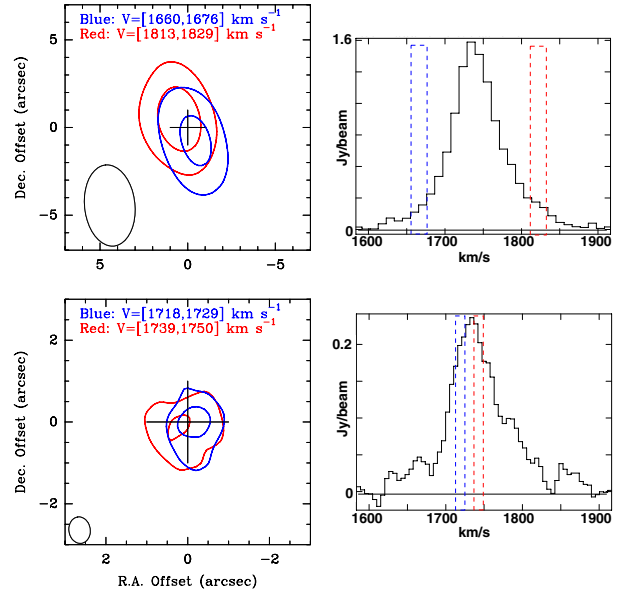 Blue: V=[1660,1676] km s⁻¹
Red: V=[1813,1829] km s⁻¹
Dec. Offset (arcsec)
5
0
−5
5
0
−5
1.6
Jy/beam
0
1600
1700
1800
1900
km/s
Blue: V=[1718,1729] km s⁻¹
Red: V=[1739,1750] km s⁻¹
Dec. Offset (arcsec)
2
0
−2
2
0
−2
R.A. Offset (arcsec)
0.2
Jy/beam
0
1600
1700
1800
1900
km/s